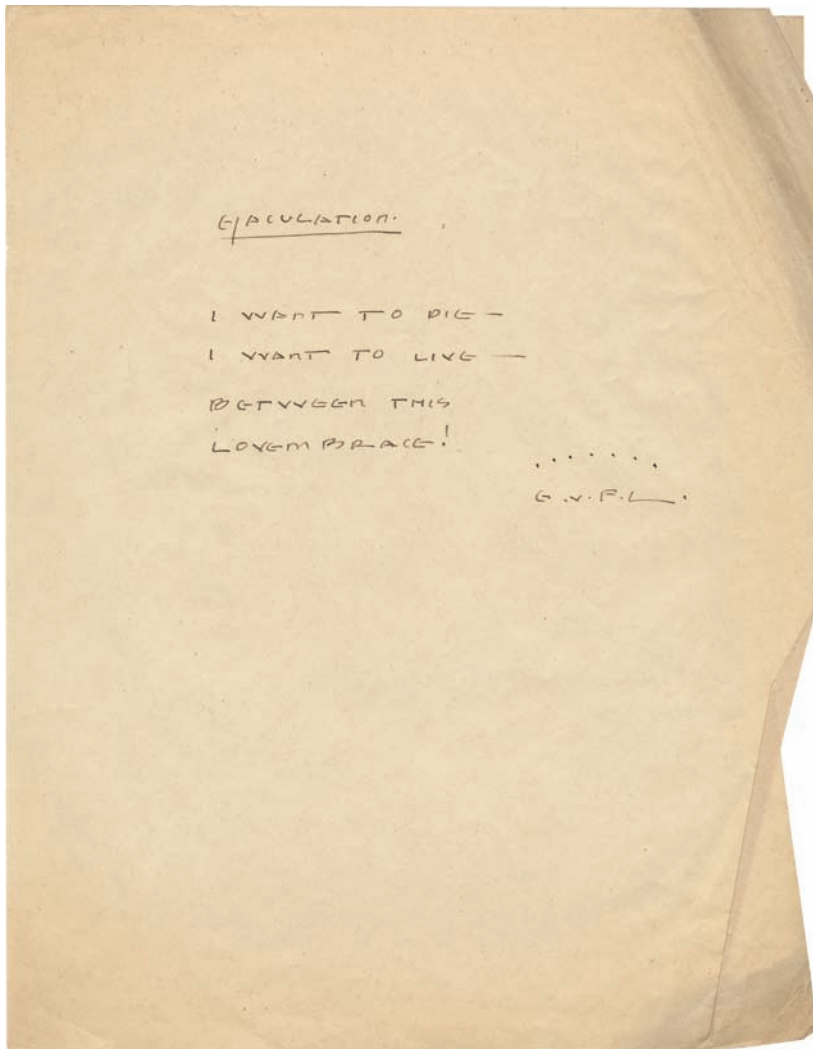 EJACULATION.
I WANT TO DIE —
I WANT TO LIVE —
BETWEEN THIS
LOVEMBRACE!
.......
E.V.F.L.